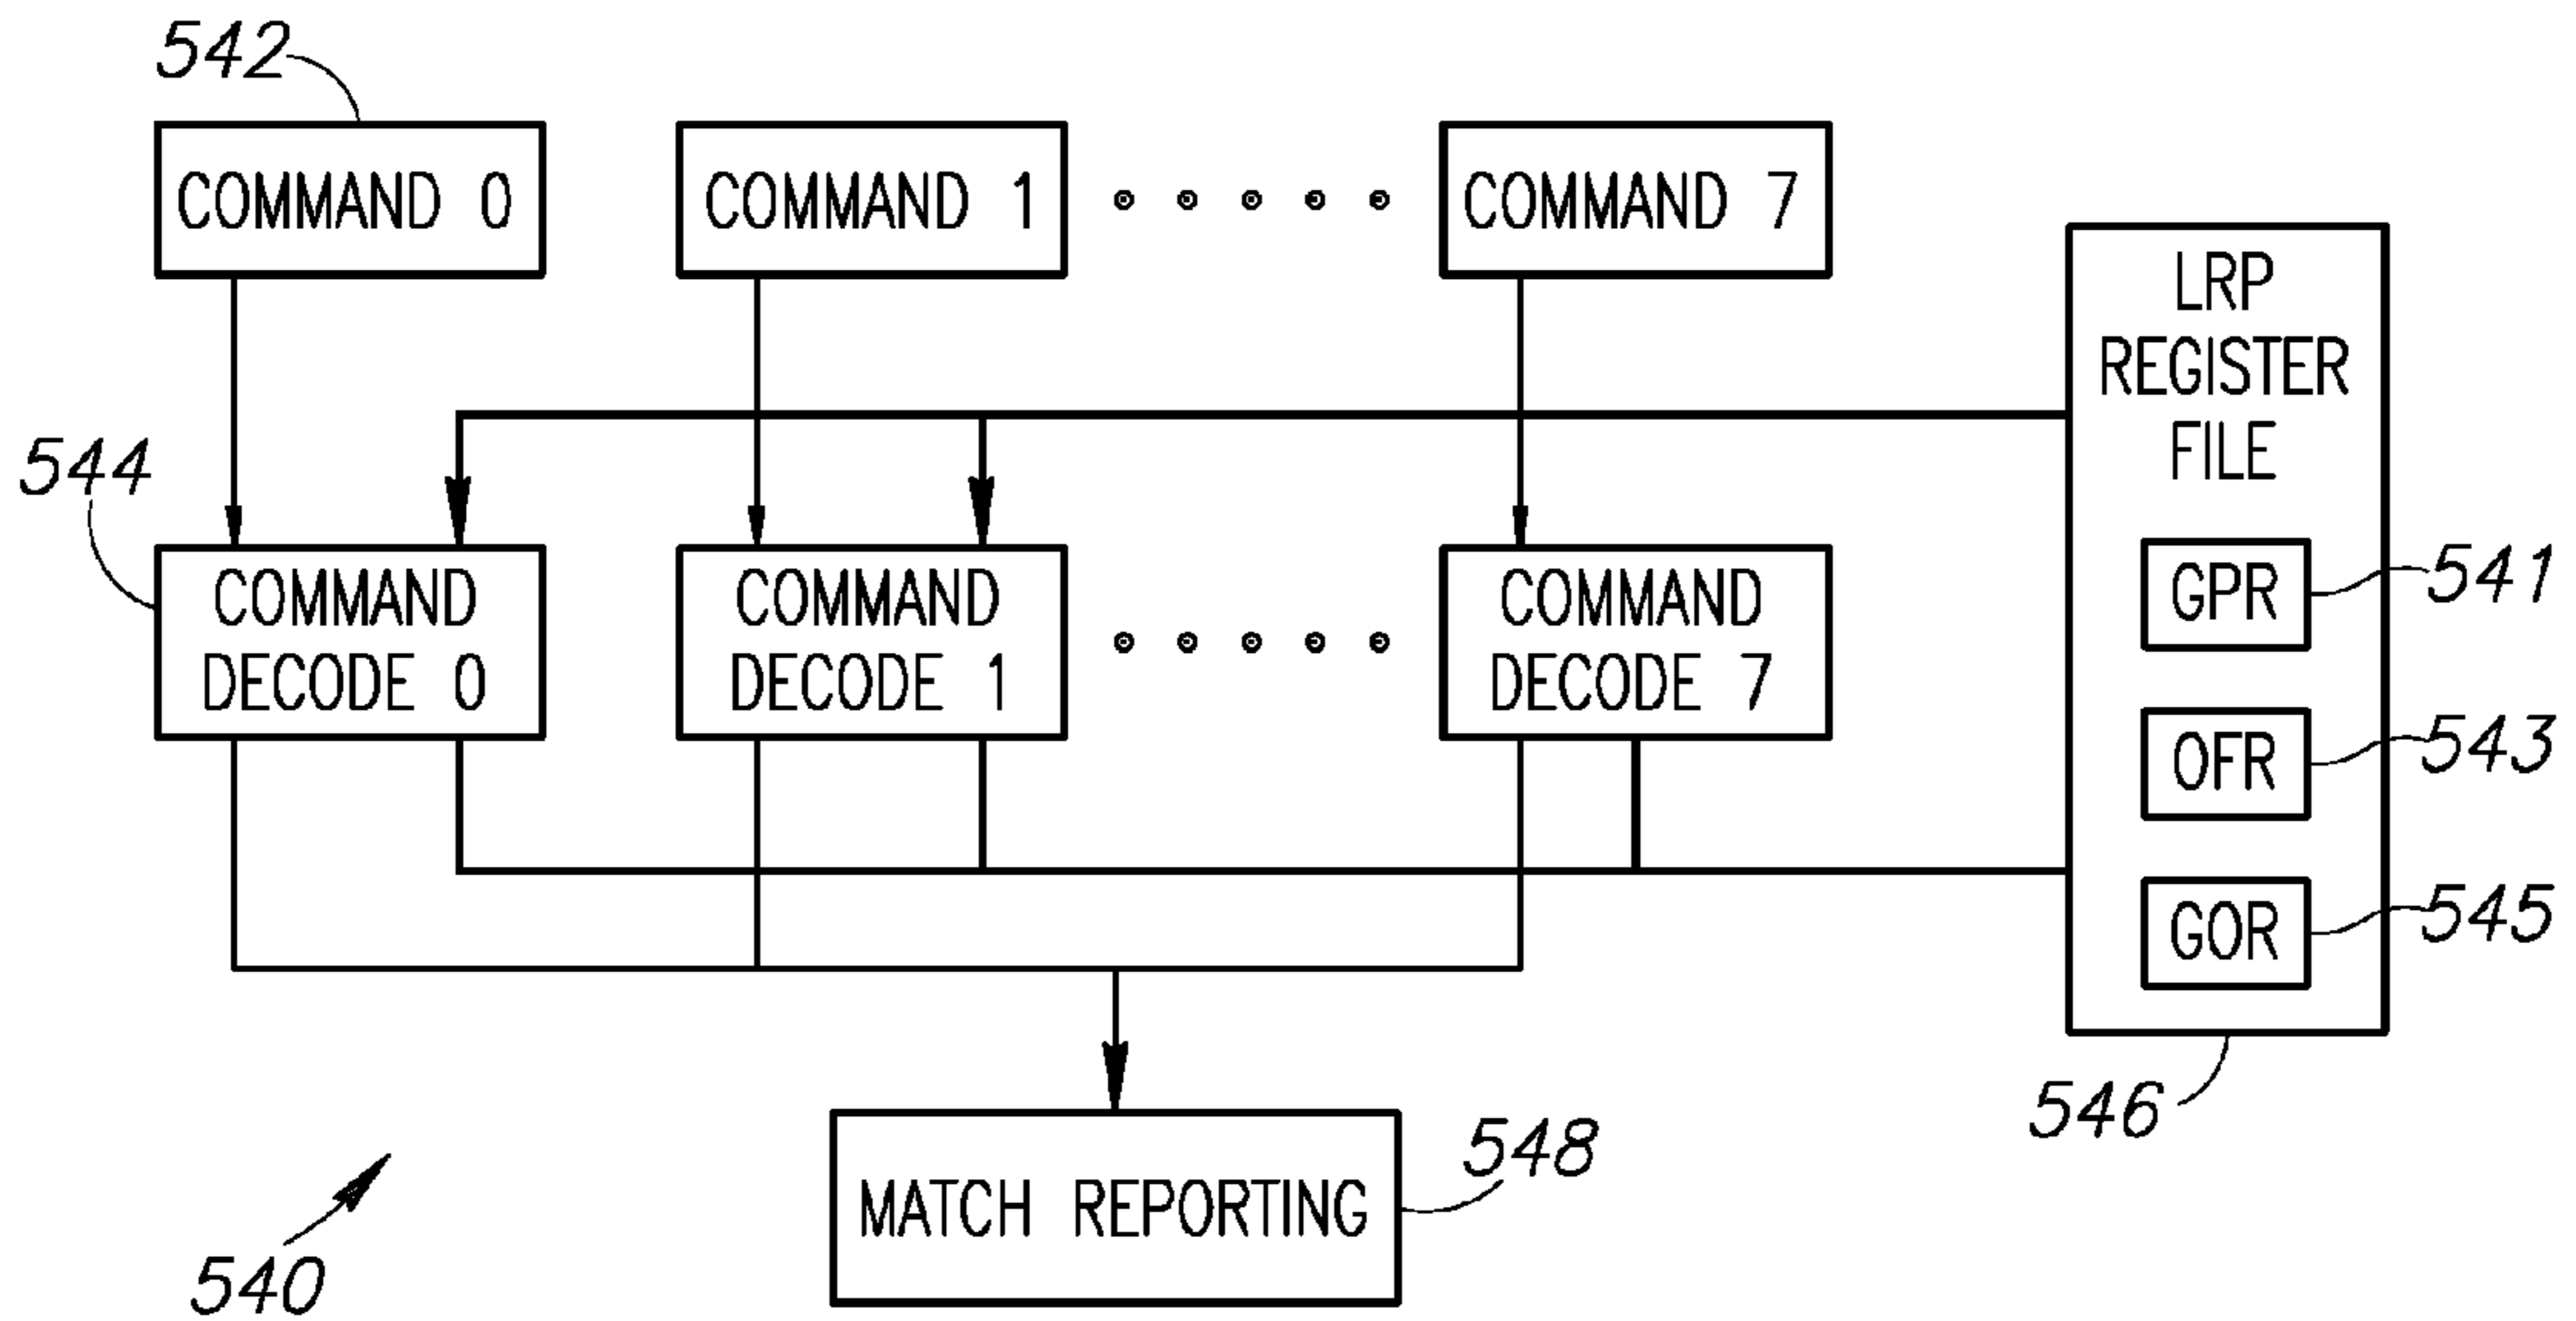 542
COMMAND 0
COMMAND 1
COMMAND 7
LRP
REGISTER
FILE
544
COMMAND
DECODE 0
COMMAND
DECODE 1
COMMAND
DECODE 7
GPR
541
OFR
543
GOR
545
546
MATCH REPORTING
548
540